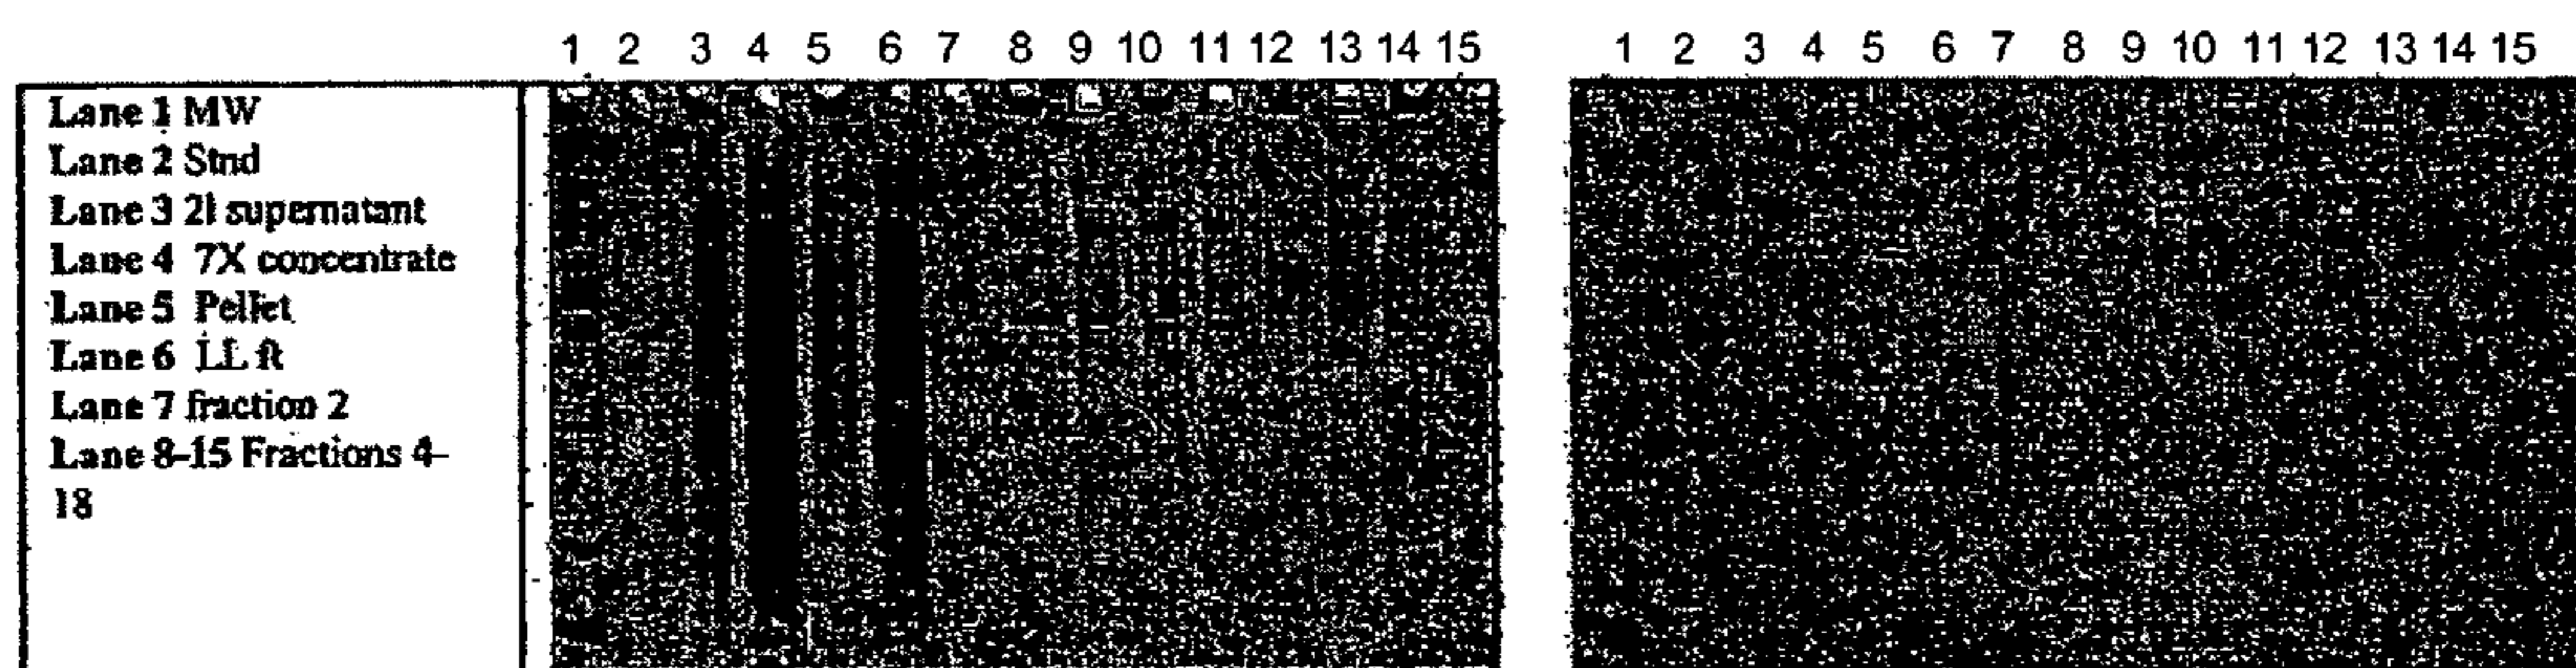 1 2 3 4 5 6 7 8 9 10 11 12 13 14 15
1 2 3 4 5 6 7 8 9 10 11 12 13 14 15
Lane 1 MW
Lane 2 Stnd
Lane 3 2l supernatant
Lane 4 7X concentrate
Lane 5 Pellet
Lane 6 LL ft
Lane 7 fraction 2
Lane 8-15 Fractions 4-
18